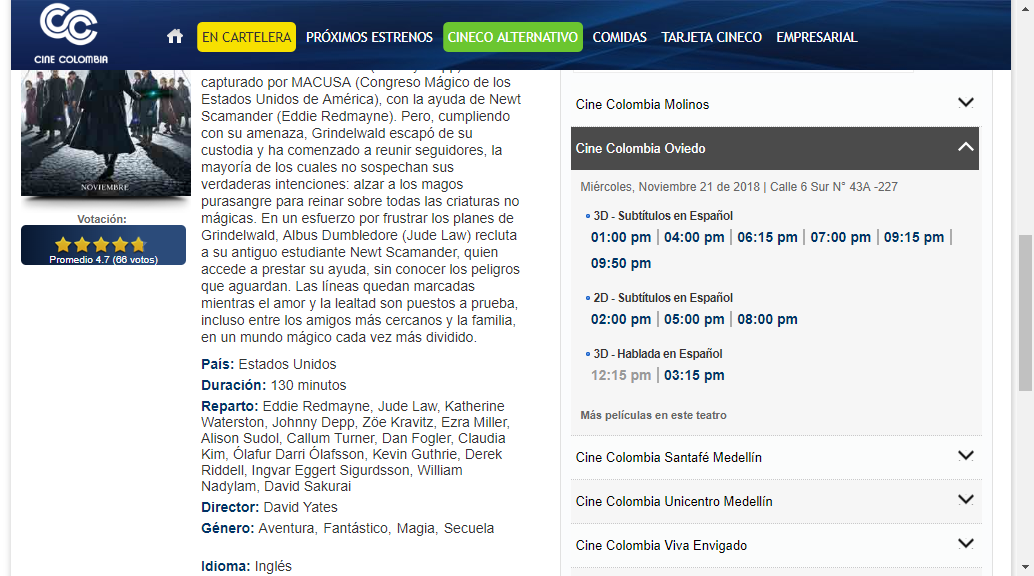 CINE COLOMBIA
EN CARTELERA
PRÓXIMOS ESTRENOS
CINECO ALTERNATIVO
COMIDAS
TARJETA CINECO
EMPRESARIAL
NOVIEMBRE
Votación:
Promedio 4.7 (66 votos)
capturado por MACUSA (Congreso Mágico de los
Estados Unidos de América), con la ayuda de Newt
Scamander (Eddie Redmayne). Pero, cumpliendo
con su amenaza, Grindelwald escapó de su
custodia y ha comenzado a reunir seguidores, la
mayoría de los cuales no sospechan sus
verdaderas intenciones: alzar a los magos
purasangre para reinar sobre todas las criaturas no
mágicas. En un esfuerzo por frustrar los planes de
Grindelwald, Albus Dumbledore (Jude Law) recluta
a su antiguo estudiante Newt Scamander, quien
accede a prestar su ayuda, sin conocer los peligros
que aguardan. Las líneas quedan marcadas
mientras el amor y la lealtad son puestos a prueba,
incluso entre los amigos más cercanos y la familia,
en un mundo mágico cada vez más dividido.
País: Estados Unidos
Duración: 130 minutos
Reparto: Eddie Redmayne, Jude Law, Katherine
Waterston, Johnny Depp, Zöe Kravitz, Ezra Miller,
Alison Sudol, Callum Turner, Dan Fogler, Claudia
Kim, Ólafur Darri Ólafsson, Kevin Guthrie, Derek
Riddell, Ingvar Eggert Sigurdsson, William
Nadylam, David Sakurai
Director: David Yates
Género: Aventura, Fantástico, Magia, Secuela
Idioma: Inglés
Cine Colombia Molinos
Cine Colombia Oviedo
Miércoles, Noviembre 21 de 2018 | Calle 6 Sur N° 43A -227
3D - Subtítulos en Español
01:00 pm | 04:00 pm | 06:15 pm | 07:00 pm | 09:15 pm |
09:50 pm
2D - Subtítulos en Español
02:00 pm | 05:00 pm | 08:00 pm
3D - Hablada en Español
12:15 pm | 03:15 pm
Más películas en este teatro
Cine Colombia Santafé Medellín
Cine Colombia Unicentro Medellín
Cine Colombia Viva Envigado